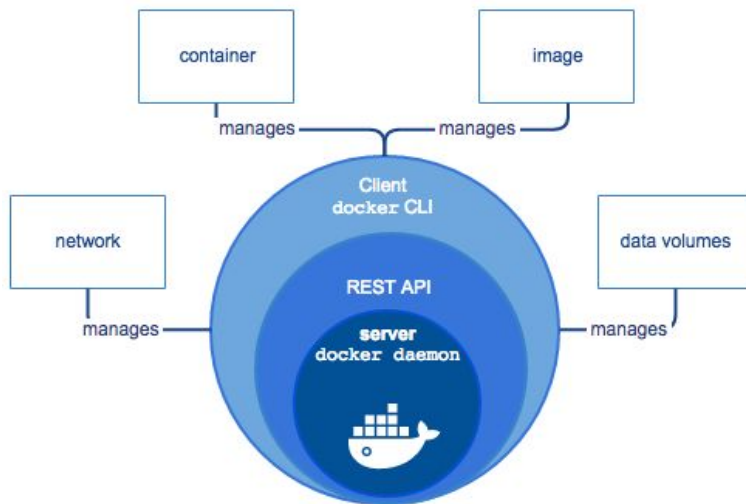 container
image
manages
manages
Client
docker CLI
network
data volumes
REST API
manages
server
docker daemon
manages